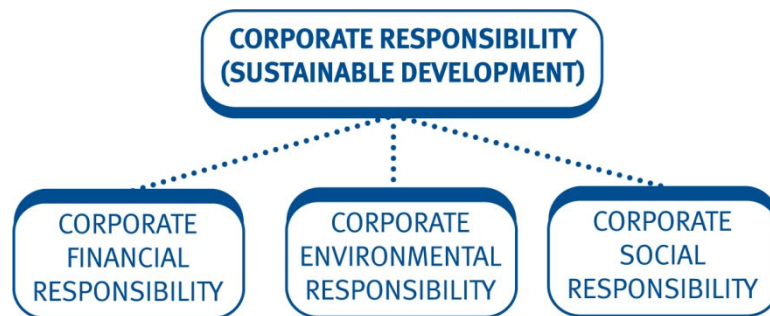 CORPORATE RESPONSIBILITY
(SUSTAINABLE DEVELOPMENT)
CORPORATE
FINANCIAL
RESPONSIBILITY
CORPORATE
ENVIRONMENTAL
RESPONSIBILITY
CORPORATE
SOCIAL
RESPONSIBILITY